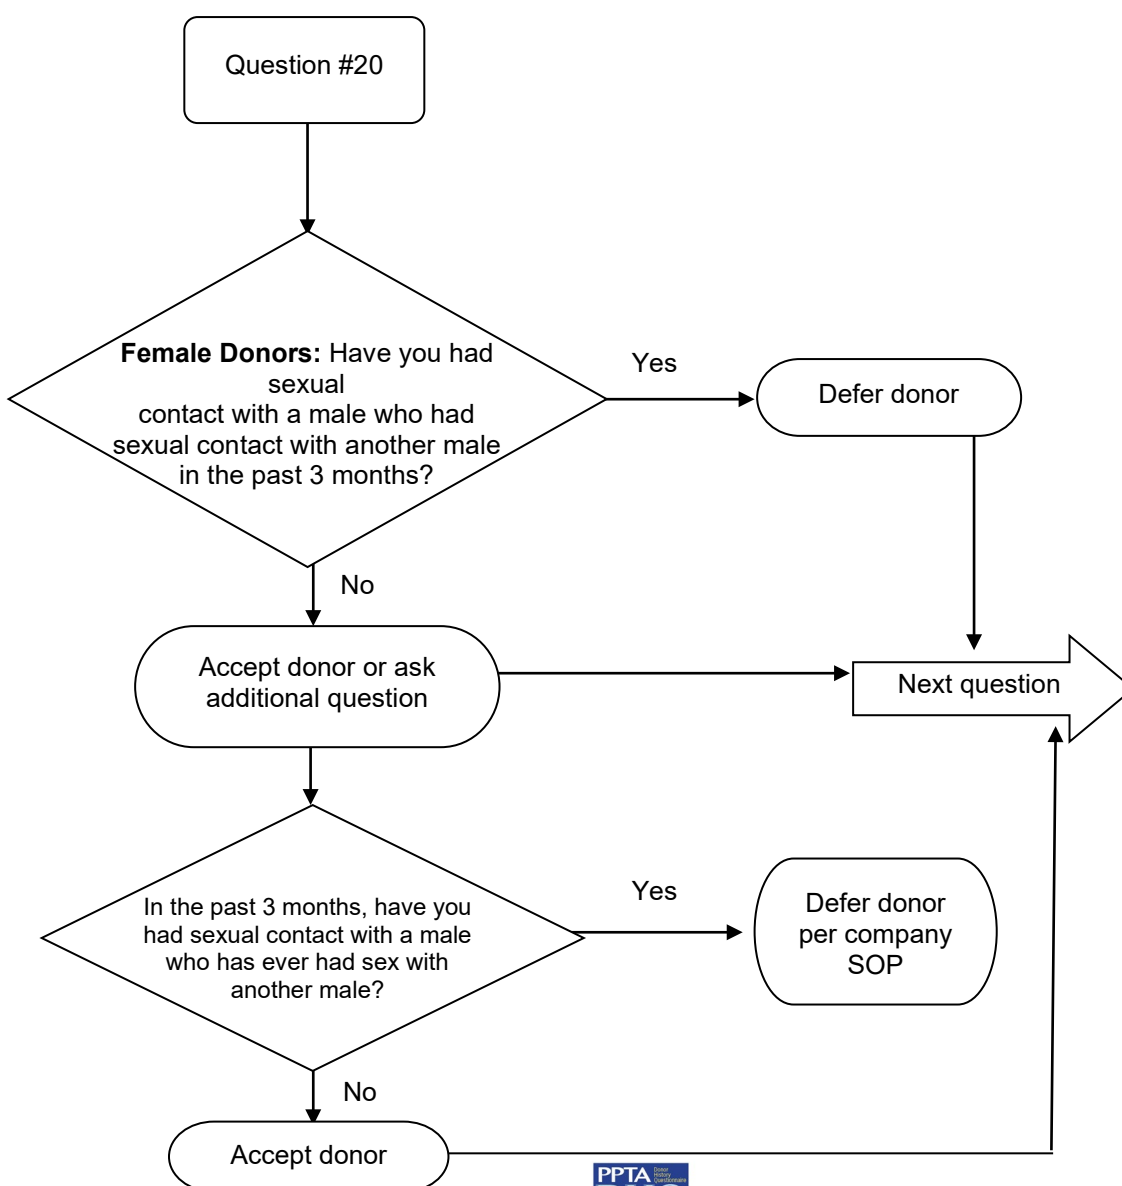 Question #20
Female Donors: Have you had
sexual
contact with a male who had
sexual contact with another male
in the past 3 months?
Yes
Defer donor
No
Accept donor or ask
additional question
Next question
In the past 3 months, have you
had sexual contact with a male
who has ever had sex with
another male?
Yes
Defer donor
per company
SOP
No
Accept donor
PPTA
Donor
History
Questionnaire